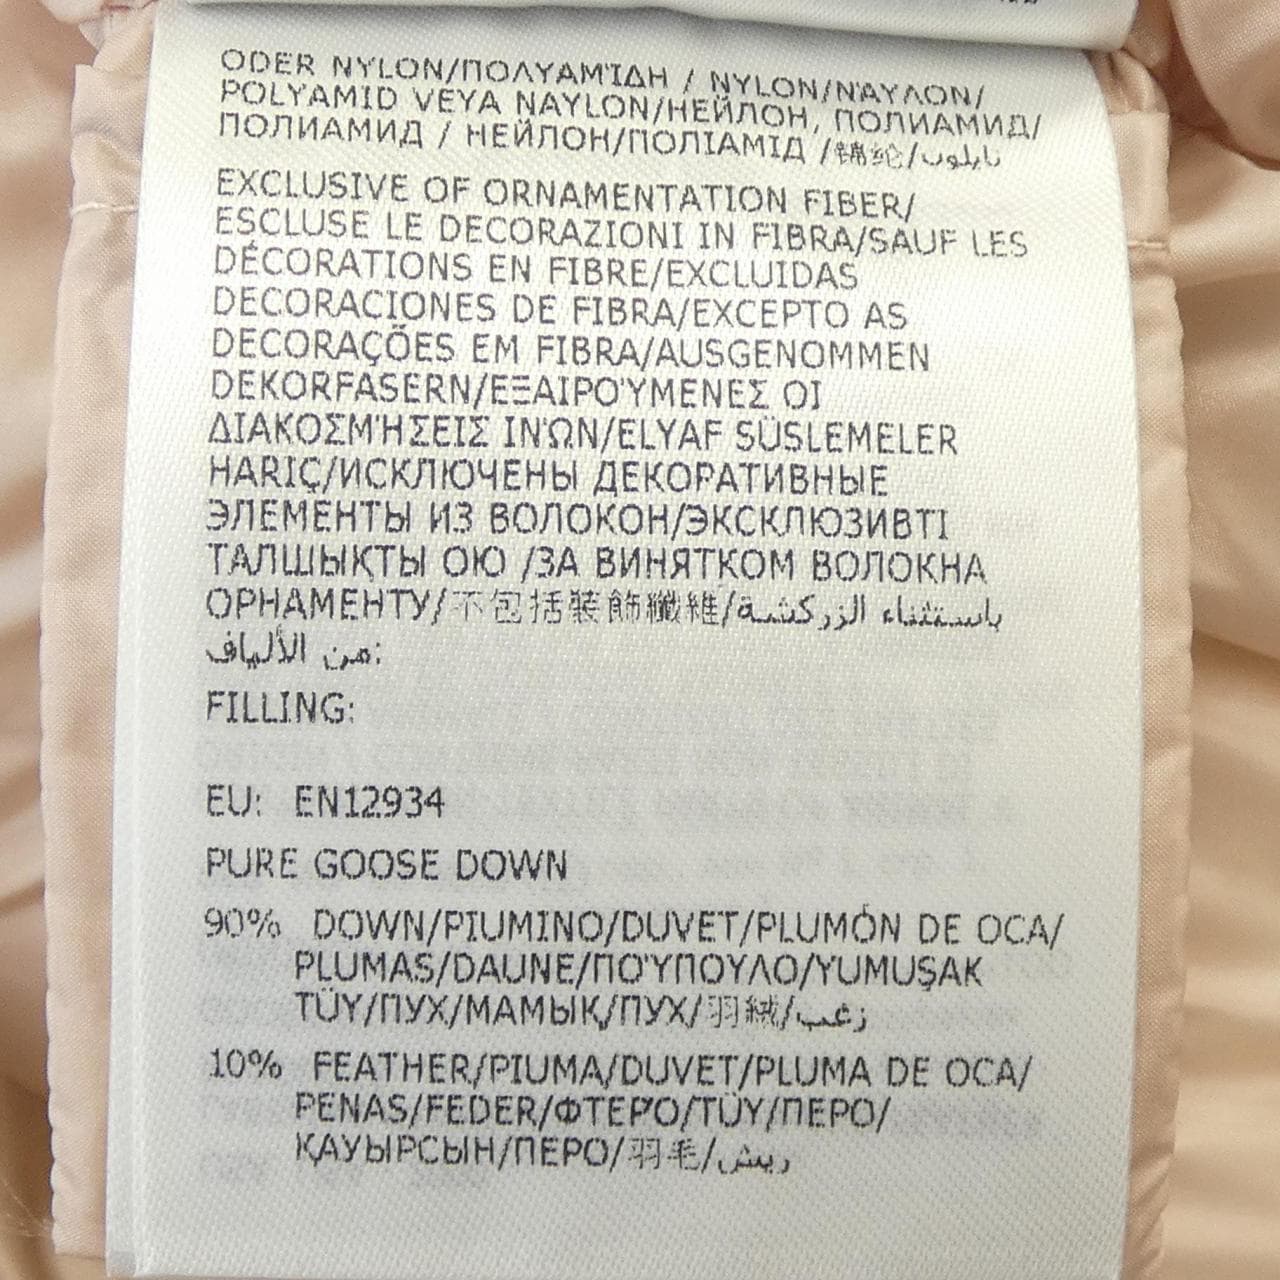 ODER NYLON/ΠΟΛΥΑΜΊΔΗ / NYLON/ΝΆΥΛΟΝ/
POLYAMID VEYA NAYLON/НЕЙЛОН, ПОЛИАМИД/
ПОЛИАМИД / НЕЙЛОН/ПОЛІАМІД /锦纶/نايلون
EXCLUSIVE OF ORNAMENTATION FIBER/
ESCLUSE LE DECORAZIONI IN FIBRA/SAUF LES
DÉCORATIONS EN FIBRE/EXCLUIDAS
DECORACIONES DE FIBRA/EXCEPTO AS
DECORAÇÕES EM FIBRA/AUSGENOMMEN
DEKORFASERN/ΕΞΑΙΡΟΎΜΕΝΕΣ ΟΙ
ΔΙΑΚΟΣΜΉΣΕΙΣ ΙΝΏΝ/ELYAF SÜSLEMELER
HARIÇ/ИСКЛЮЧЕНЫ ДЕКОРАТИВНЫЕ
ЭЛЕМЕНТЫ ИЗ ВОЛОКОН/ЭКСКЛЮЗИВТІ
ТАЛШЫҚТЫ ОЮ /ЗА ВИНЯТКОМ ВОЛОКНА
ОРНАМЕНТУ/不包括裝飾纖維/باستثناء الزركشة
من الألياف:
FILLING:
EU: EN12934
PURE GOOSE DOWN
90% DOWN/PIUMINO/DUVET/PLUMÓN DE OCA/
PLUMAS/DAUNE/ΠΟΎΠΟΥΛΟ/YUMUŞAK
TÜY/ПУХ/МАМЫҚ/ПУХ/羽絨/زغب
10% FEATHER/PIUMA/DUVET/PLUMA DE OCA/
PENAS/FEDER/ΦΤΕΡΌ/TÜY/ПЕРО/
ҚАУЫРСЫН/ПЕРО/羽毛/ريش